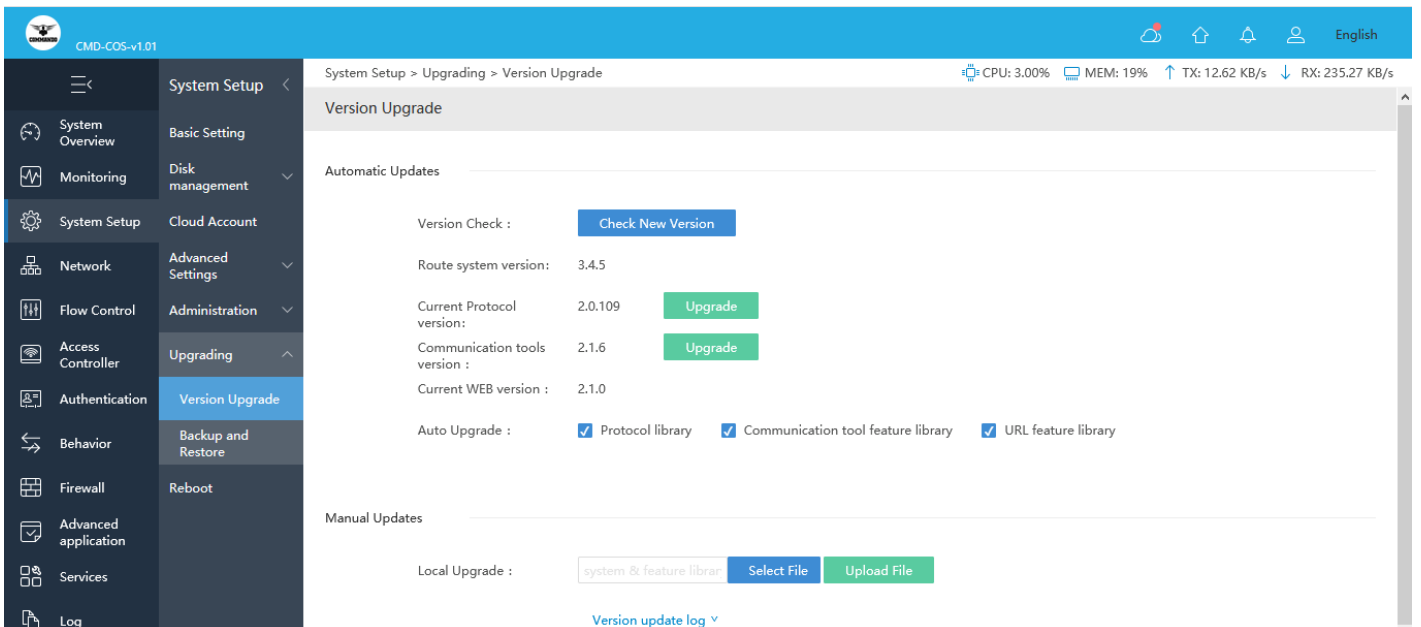 COMMANDO
CMD-COS-v1.01
English
System Setup
System Setup > Upgrading > Version Upgrade
CPU: 3.00%
MEM: 19%
TX: 12.62 KB/s
RX: 235.27 KB/s
System
Overview
Monitoring
System Setup
Network
Flow Control
Access
Controller
Authentication
Behavior
Firewall
Advanced
application
Services
Log
Basic Setting
Disk
management
Cloud Account
Advanced
Settings
Administration
Upgrading
Version Upgrade
Backup and
Restore
Reboot
Version Upgrade
Automatic Updates
Version Check :
Check New Version
Route system version: 3.4.5
Current Protocol
version:
2.0.109
Upgrade
Communication tools
version :
2.1.6
Upgrade
Current WEB version : 2.1.0
Auto Upgrade : Protocol library Communication tool feature library URL feature library
Manual Updates
Local Upgrade :
system & feature librar
Select File
Upload File
Version update log